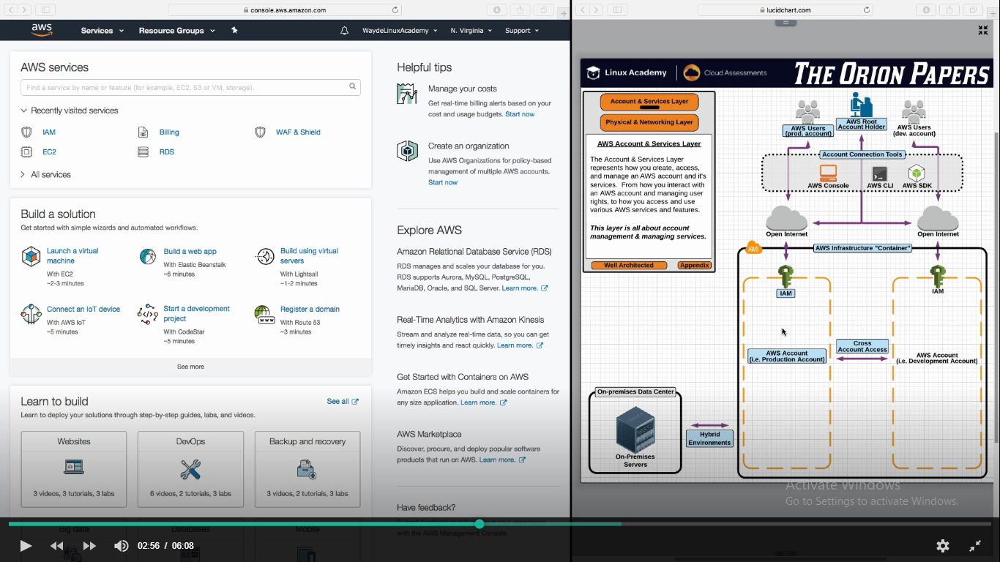 console.aws.amazon.com
aws
Services
Resource Groups
WaydeLinuxAcademy
N. Virginia
Support
AWS services
Find a service by name or feature (for example, EC2, S3 or VM, storage).
Recently visited services
IAM
Billing
WAF & Shield
EC2
RDS
All services
Build a solution
Get started with simple wizards and automated workflows.
Launch a virtual
machine
With EC2
~2-3 minutes
Build a web app
With Elastic Beanstalk
~6 minutes
Build using virtual
servers
With Lightsail
~1-2 minutes
Connect an IoT device
With AWS IoT
~5 minutes
Start a development
project
With CodeStar
~5 minutes
Register a domain
With Route 53
~3 minutes
See more
Learn to build
See all
Learn to deploy your solutions through step-by-step guides, labs, and videos.
Websites
3 videos, 3 tutorials, 3 labs
DevOps
6 videos, 2 tutorials, 3 labs
Backup and recovery
3 videos, 2 tutorials, 3 labs
Big data
Databases
Mobile
Helpful tips
Manage your costs
Get real-time billing alerts based on your
cost and usage budgets. Start now
Create an organization
Use AWS Organizations for policy-based
management of multiple AWS accounts.
Start now
Explore AWS
Amazon Relational Database Service (RDS)
RDS manages and scales your database for you.
RDS supports Aurora, MySQL, PostgreSQL,
MariaDB, Oracle, and SQL Server. Learn more.
Real-Time Analytics with Amazon Kinesis
Stream and analyze real-time data, so you can get
timely insights and react quickly. Learn more.
Get Started with Containers on AWS
Amazon ECS helps you build and scale containers for
any size application. Learn more.
AWS Marketplace
Discover, procure, and deploy popular software
products that run on AWS. Learn more.
Have feedback?
with the AWS Management Console.
02:56 / 06:08
lucidchart.com
Linux Academy
Cloud Assessments
THE ORION PAPERS
Account & Services Layer
Physical & Networking Layer
AWS Account & Services Layer
The Account & Services Layer
represents how you create, access,
and manage an AWS account and it's
services. From how you interact with
an AWS account and managing user
rights, to how you access and use
various AWS services and features.
This layer is all about account
management & managing services.
Well Architected
Appendix
AWS Users
(prod. account)
AWS Root
Account Holder
AWS Users
(dev. account)
Account Connection Tools
AWS Console
AWS CLI
AWS SDK
Open Internet
Open Internet
AWS
AWS Infrastructure "Container"
IAM
IAM
AWS Account
(i.e. Production Account)
Cross
Account Access
AWS Account
(i.e. Development Account)
On-premises Data Center
On-Premises
Servers
Hybrid
Environments
Activate Windows
Go to Settings to activate Windows.